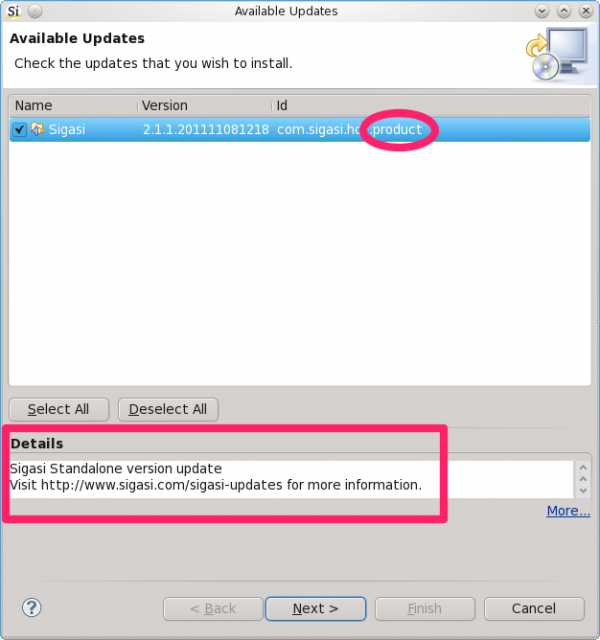 Si
Available Updates
Available Updates
Check the updates that you wish to install.
Name Version Id
Sigasi 2.1.1.201111081218 com.sigasi.hd .product
Select All Deselect All
Details
Sigasi Standalone version update
Visit http://www.sigasi.com/sigasi-updates for more information.
More...
? < Back Next > Finish Cancel